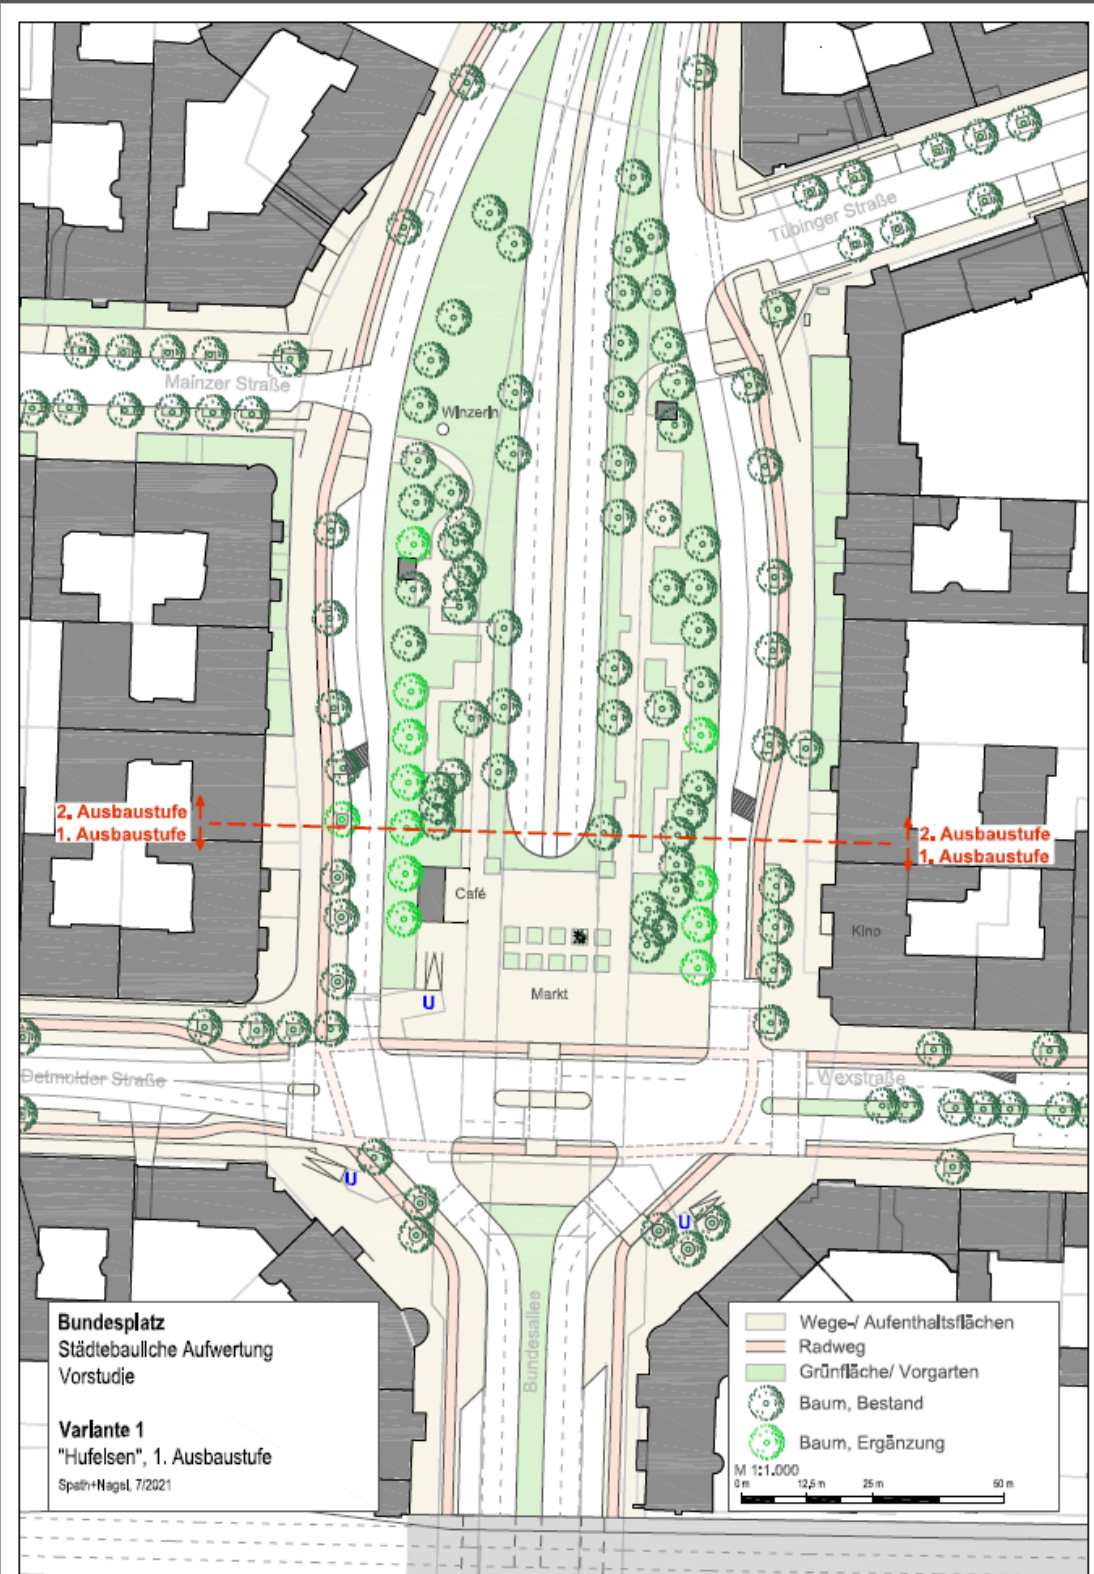 Tübinger Straße
Mainzer Straße
Winzerin
2. Ausbaustufe
1. Ausbaustufe
2. Ausbaustufe
1. Ausbaustufe
Café
Kino
Markt
U
Detmolder Straße
Wexstraße
U
U
Bundesallee
Bundesplatz
Städtebauliche Aufwertung
Vorstudie
Variante 1
"Hufeisen", 1. Ausbaustufe
Spath+Nagel, 7/2021
Wege-/ Aufenthaltsflächen
Radweg
Grünfläche/ Vorgarten
Baum, Bestand
Baum, Ergänzung
M 1:1.000
0 m 12,5 m 25 m 50 m